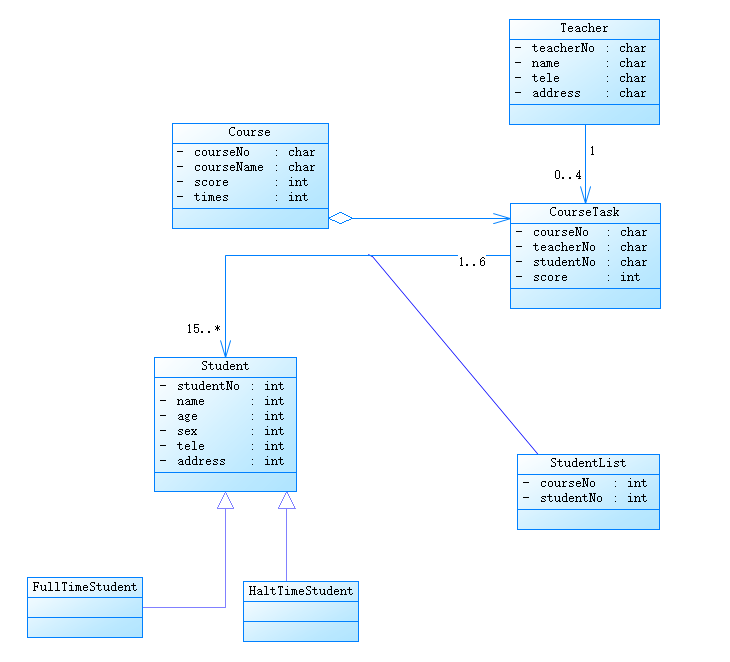 Teacher
- teacherNo : char
- name : char
- tele : char
- address : char
1
0..4
Course
- courseNo : char
- courseName : char
- score : int
- times : int
CourseTask
- courseNo : char
- teacherNo : char
- studentNo : char
- score : int
1..6
15..*
Student
- studentNo : int
- name : int
- age : int
- sex : int
- tele : int
- address : int
StudentList
- courseNo : int
- studentNo : int
FullTimeStudent
HaltTimeStudent